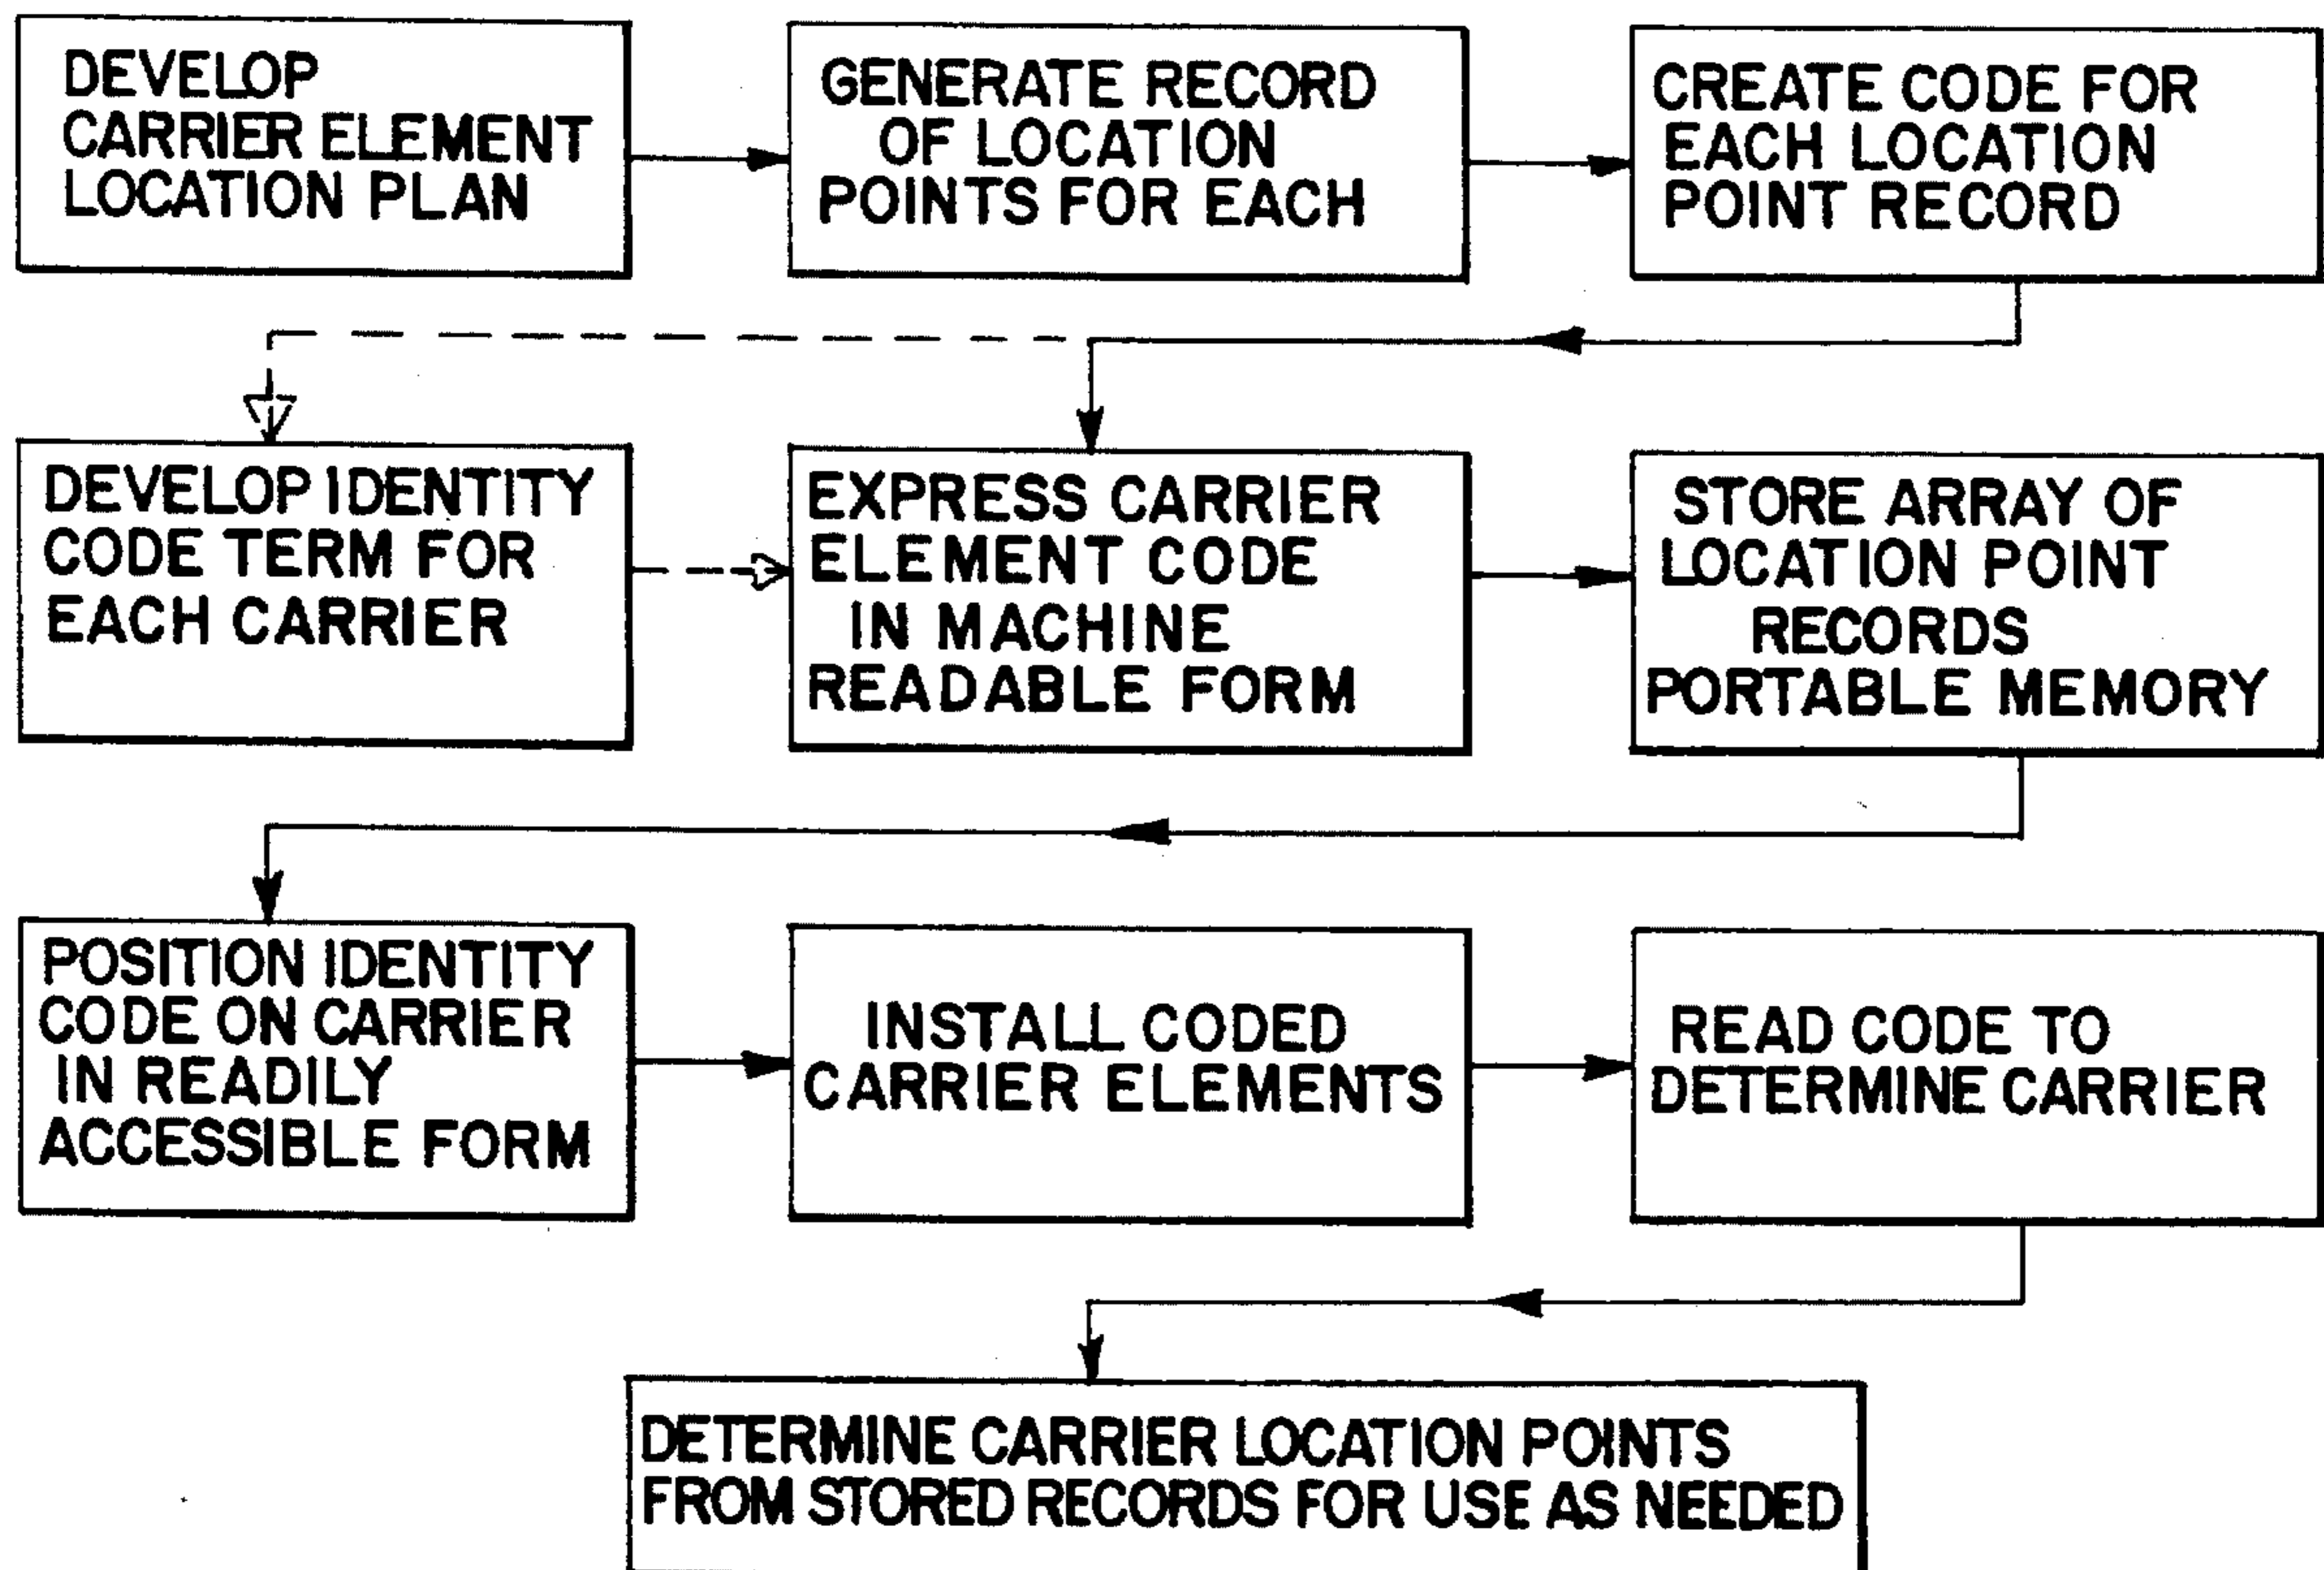 DEVELOP
CARRIER ELEMENT
LOCATION PLAN
GENERATE RECORD
OF LOCATION
POINTS FOR EACH
CREATE CODE FOR
EACH LOCATION
POINT RECORD
DEVELOP IDENTITY
CODE TERM FOR
EACH CARRIER
EXPRESS CARRIER
ELEMENT CODE
IN MACHINE
READABLE FORM
STORE ARRAY OF
LOCATION POINT
RECORDS
PORTABLE MEMORY
POSITION IDENTITY
CODE ON CARRIER
IN READILY
ACCESSIBLE FORM
INSTALL CODED
CARRIER ELEMENTS
READ CODE TO
DETERMINE CARRIER
DETERMINE CARRIER LOCATION POINTS
FROM STORED RECORDS FOR USE AS NEEDED